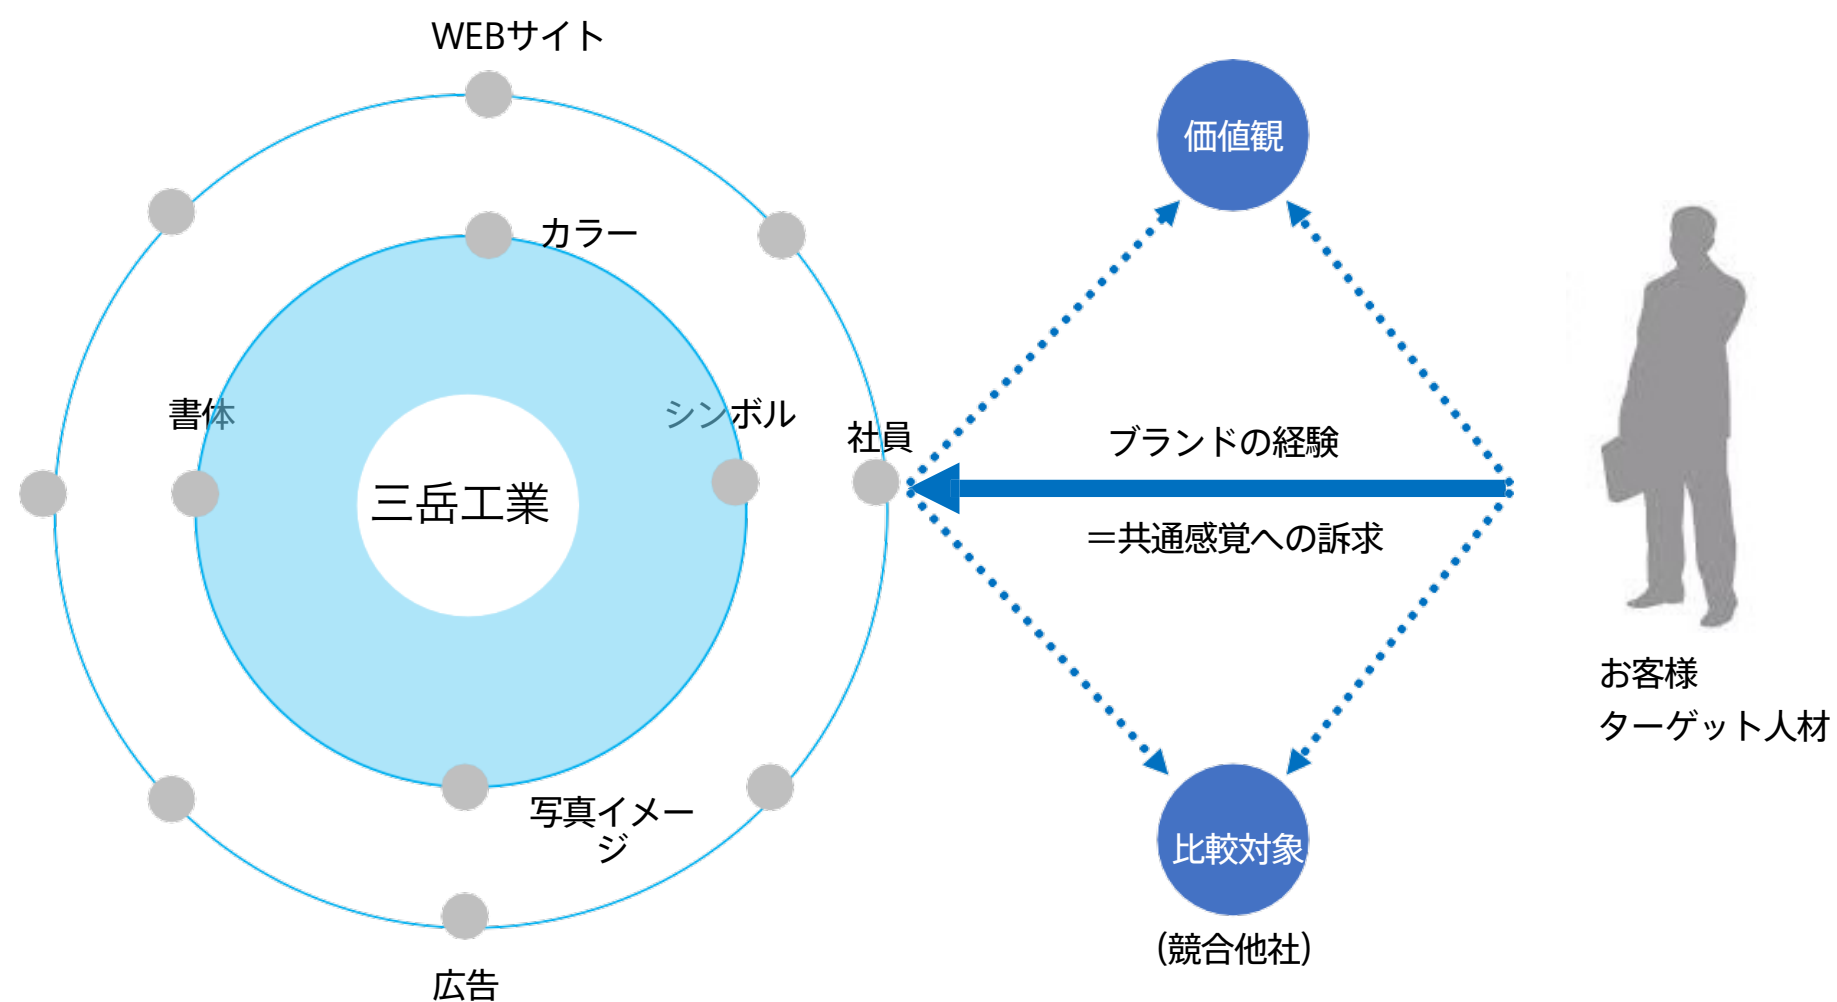 WEBサイト
価値観
カラー
書体
シンボル
社員
ブランドの経験
三岳工業
＝共通感覚への訴求
お客様
ターゲット人材
写真イメー
ジ
比較対象
(競合他社)
広告